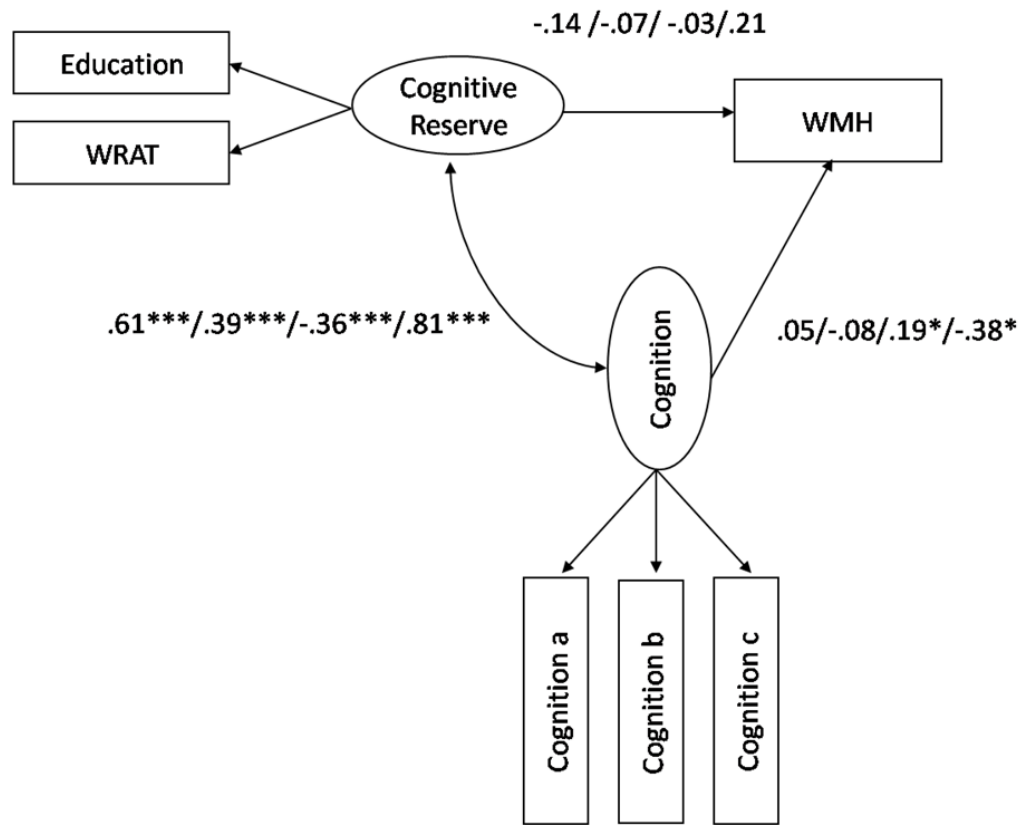 -.14 /-.07/ -.03/.21
Education
Cognitive
Reserve
WMH
WRAT
.61***/.39***/-.36***/.81***
Cognition
.05/-.08/.19*/-.38*
Cognition a
Cognition b
Cognition c